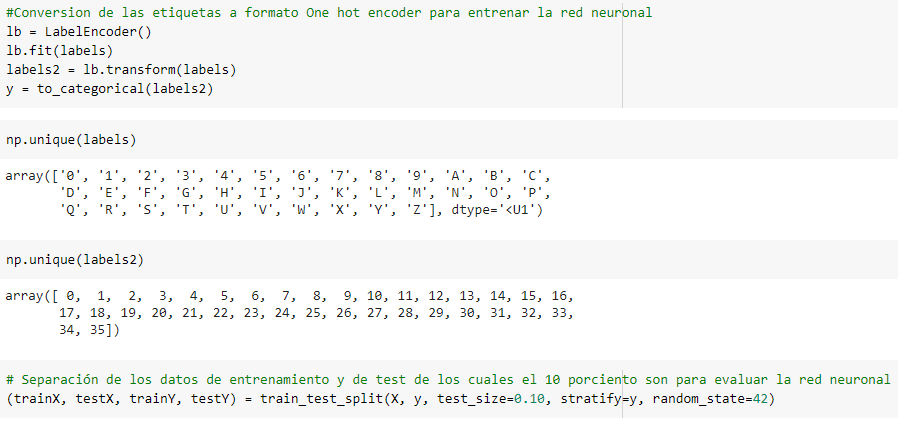 #Conversion de las etiquetas a formato One hot encoder para entrenar la red neuronal
lb = LabelEncoder()
lb.fit(labels)
labels2 = lb.transform(labels)
y = to_categorical(labels2)
np.unique(labels)
array(['0', '1', '2', '3', '4', '5', '6', '7', '8', '9', 'A', 'B', 'C',
'D', 'E', 'F', 'G', 'H', 'I', 'J', 'K', 'L', 'M', 'N', 'O', 'P',
'Q', 'R', 'S', 'T', 'U', 'V', 'W', 'X', 'Y', 'Z'], dtype='<U1')
np.unique(labels2)
array([ 0, 1, 2, 3, 4, 5, 6, 7, 8, 9, 10, 11, 12, 13, 14, 15, 16,
17, 18, 19, 20, 21, 22, 23, 24, 25, 26, 27, 28, 29, 30, 31, 32, 33,
34, 35])
# Separación de los datos de entrenamiento y de test de los cuales el 10 porciento son para evaluar la red neuronal
(trainX, testX, trainY, testY) = train_test_split(X, y, test_size=0.10, stratify=y, random_state=42)